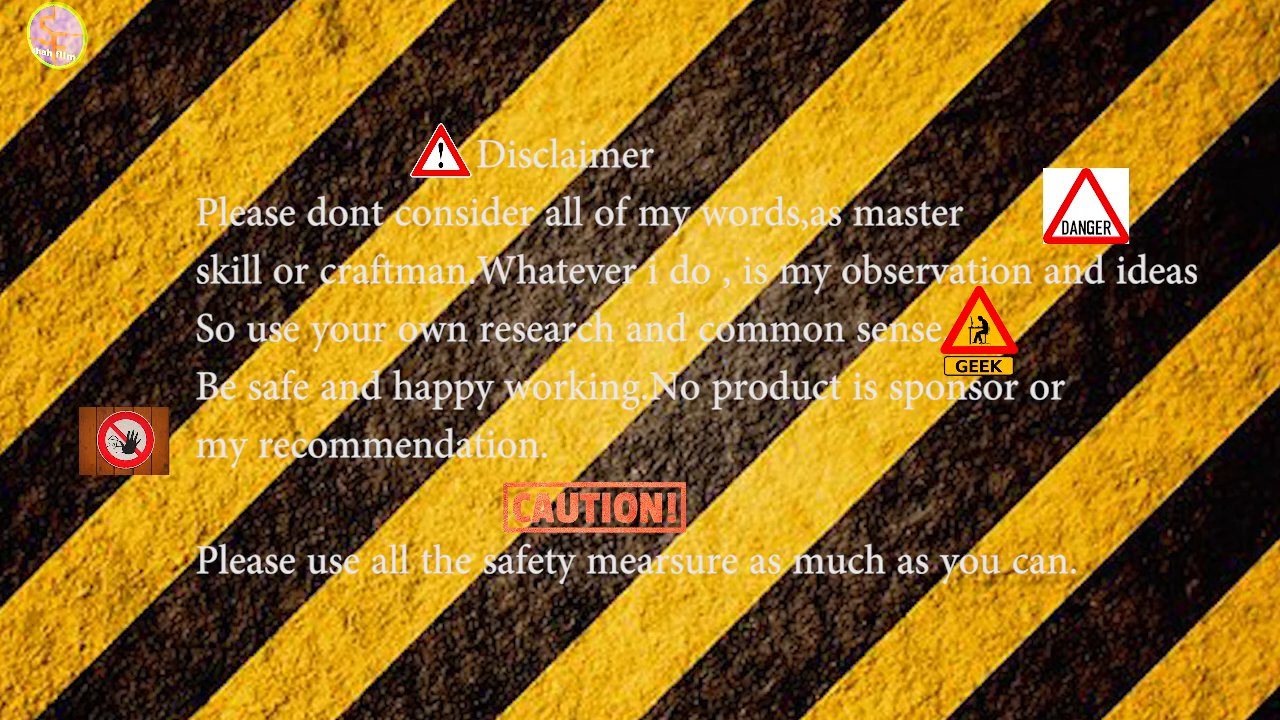 shah film
Disclaimer
Please dont consider all of my words,as master
DANGER
skill or craftman.Whatever i do , is my observation and ideas
So use your own research and common sense
GEEK
Be safe and happy working.No product is sponsor or
my recommendation.
CAUTION!
Please use all the safety mearsure as much as you can.